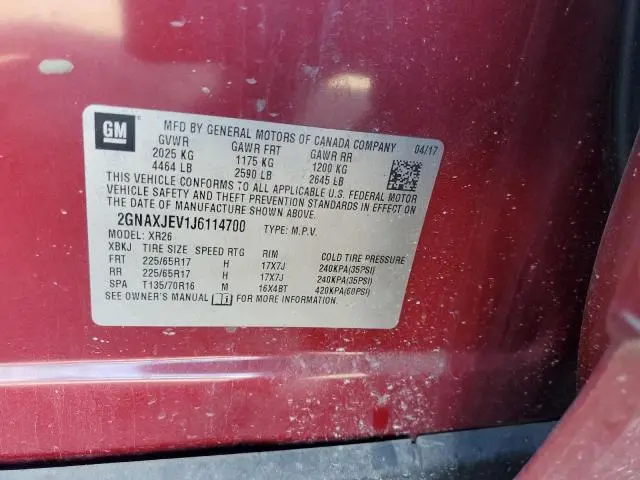 GM
MFD BY GENERAL MOTORS OF CANADA COMPANY 04/17
GVWR GAWR FRT GAWR RR
2025 KG 1175 KG 1200 KG
4464 LB 2590 LB 2645 LB
THIS VEHICLE CONFORMS TO ALL APPLICABLE U.S. FEDERAL MOTOR
VEHICLE SAFETY AND THEFT PREVENTION STANDARDS IN EFFECT ON
THE DATE OF MANUFACTURE SHOWN ABOVE.
2GNAXJEV1J6114700 TYPE: M.P.V.
MODEL: XR26
XBKJ TIRE SIZE SPEED RTG RIM COLD TIRE PRESSURE
FRT 225/65R17 H 17X7J 240KPA(35PSI)
RR 225/65R17 H 17X7J 240KPA(35PSI)
SPA T135/70R16 M 16X4BT 420KPA(60PSI)
SEE OWNER'S MANUAL FOR MORE INFORMATION.